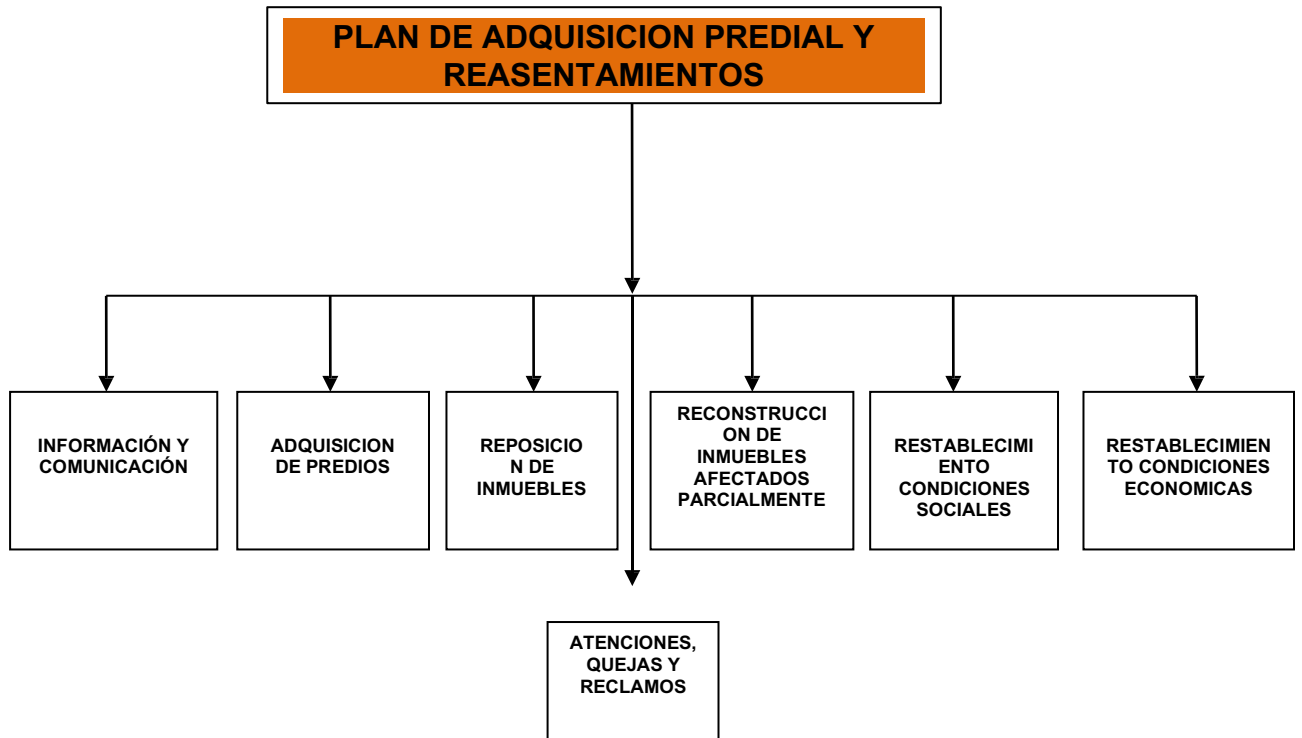 PLAN DE ADQUISICION PREDIAL Y
REASENTAMIENTOS
INFORMACIÓN Y
COMUNICACIÓN
ADQUISICION
DE PREDIOS
REPOSICIO
N DE
INMUEBLES
RECONSTRUCCI
ON DE
INMUEBLES
AFECTADOS
PARCIALMENTE
RESTABLECIMI
ENTO
CONDICIONES
SOCIALES
RESTABLECIMIEN
TO CONDICIONES
ECONOMICAS
ATENCIONES,
QUEJAS Y
RECLAMOS